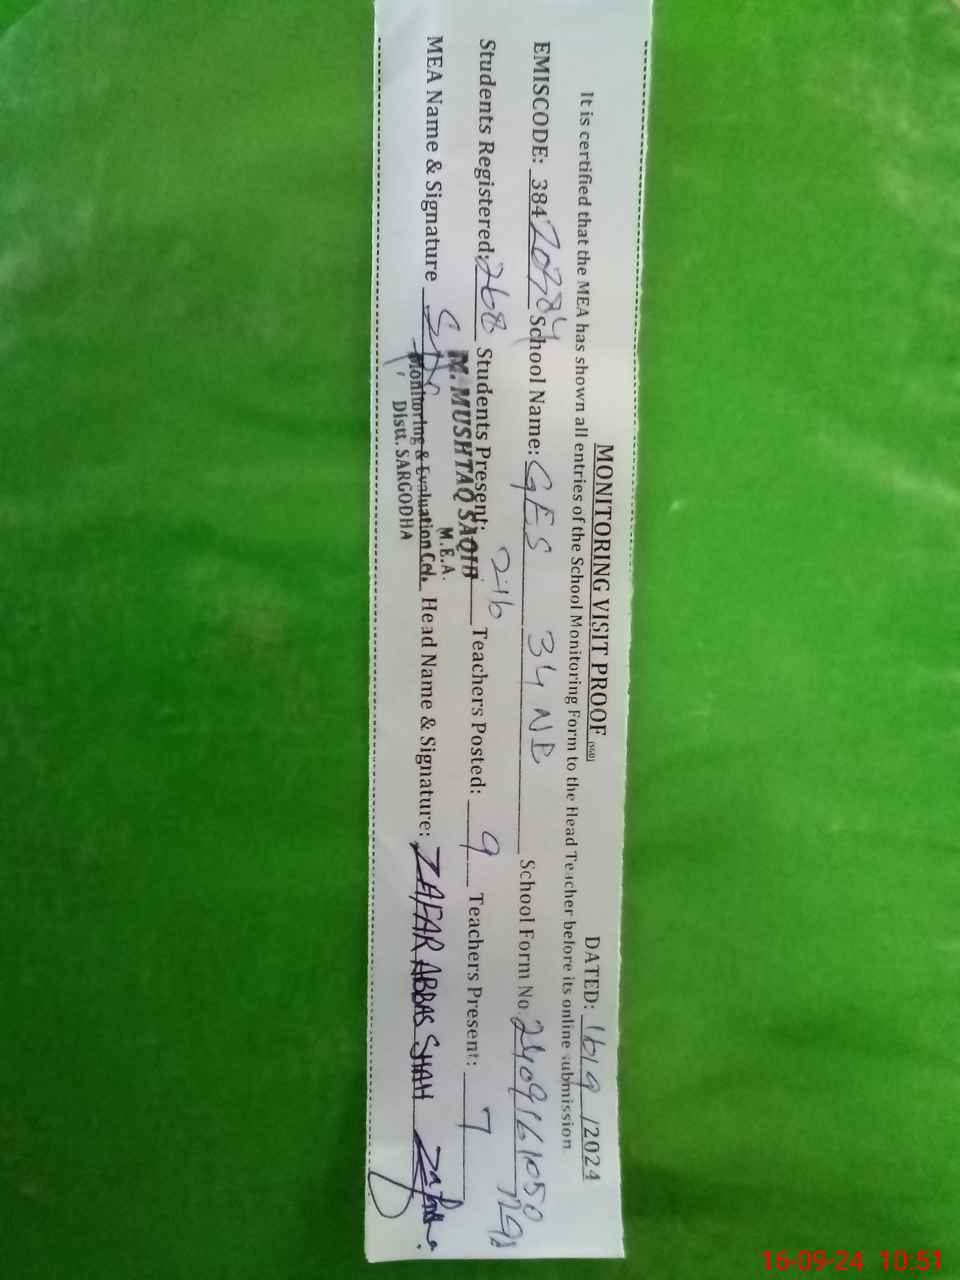 MONITORING VISIT PROOF (SGD) DATED: 16/9/2024
It is certified that the MEA has shown all entries of the School Monitoring Form to the Head Teacher before its online submission.
EMISCODE: 384 School Name: GES 34 NB School Form No.
Students Registered: 268 Students Present: 216 Teachers Posted: 9 Teachers Present: 7
M. MUSHTAQ SAQIB
M.E.A.
MEA Name & Signature Monitoring & Evaluation Cel. Head Name & Signature: ZAFAR ABBAS SHAH
Distt. SARGODHA
16-09-24 10:51